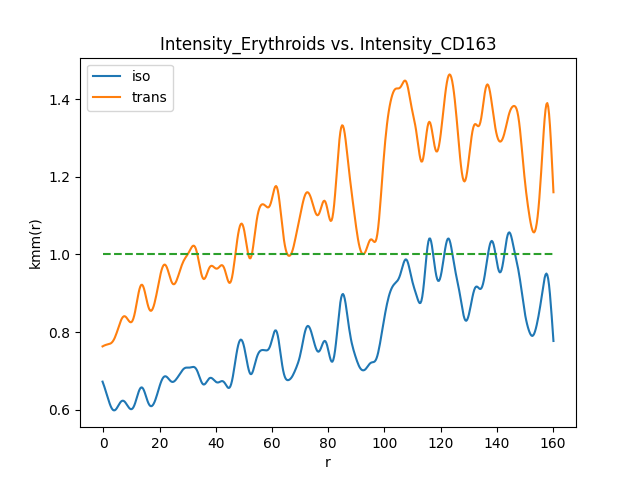 Intensity_Erythroids vs. Intensity_CD163
iso
trans
kmm(r)
1.4
1.2
1.0
0.8
0.6
0 20 40 60 80 100 120 140 160
r